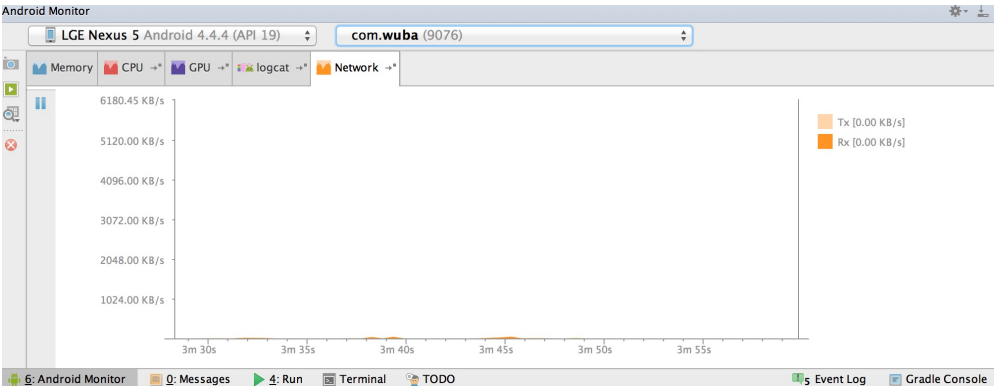 Android Monitor
LGE Nexus 5 Android 4.4.4 (API 19) com.wuba (9076)
Memory CPU GPU logcat Network
6180.45 KB/s
5120.00 KB/s
4096.00 KB/s
3072.00 KB/s
2048.00 KB/s
1024.00 KB/s
Tx [0.00 KB/s]
Rx [0.00 KB/s]
3m 30s 3m 35s 3m 40s 3m 45s 3m 50s 3m 55s
6: Android Monitor 0: Messages 4: Run Terminal TODO 5 Event Log Gradle Console